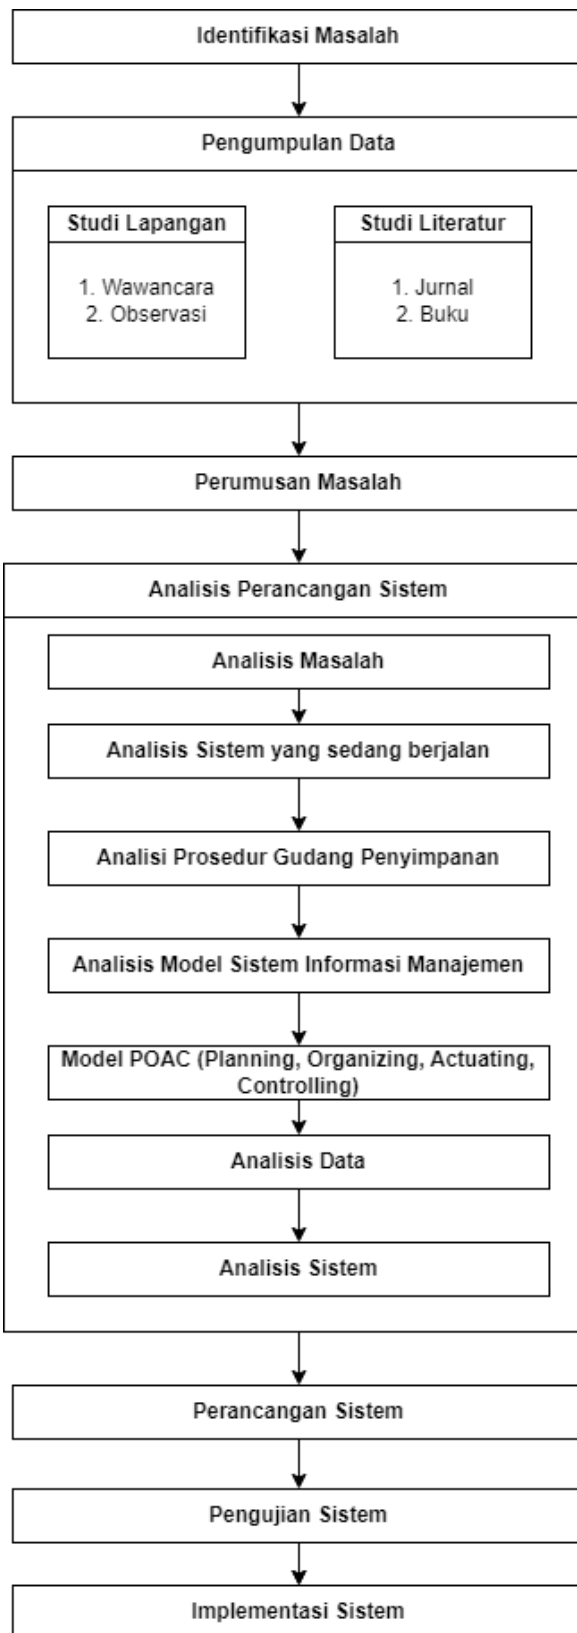 Identifikasi Masalah
Pengumpulan Data
Studi Lapangan
1. Wawancara
2. Observasi
Studi Literatur
1. Jurnal
2. Buku
Perumusan Masalah
Analisis Perancangan Sistem
Analisis Masalah
Analisis Sistem yang sedang berjalan
Analisi Prosedur Gudang Penyimpanan
Analisis Model Sistem Informasi Manajemen
Model POAC (Planning, Organizing, Actuating,
Controlling)
Analisis Data
Analisis Sistem
Perancangan Sistem
Pengujian Sistem
Implementasi Sistem